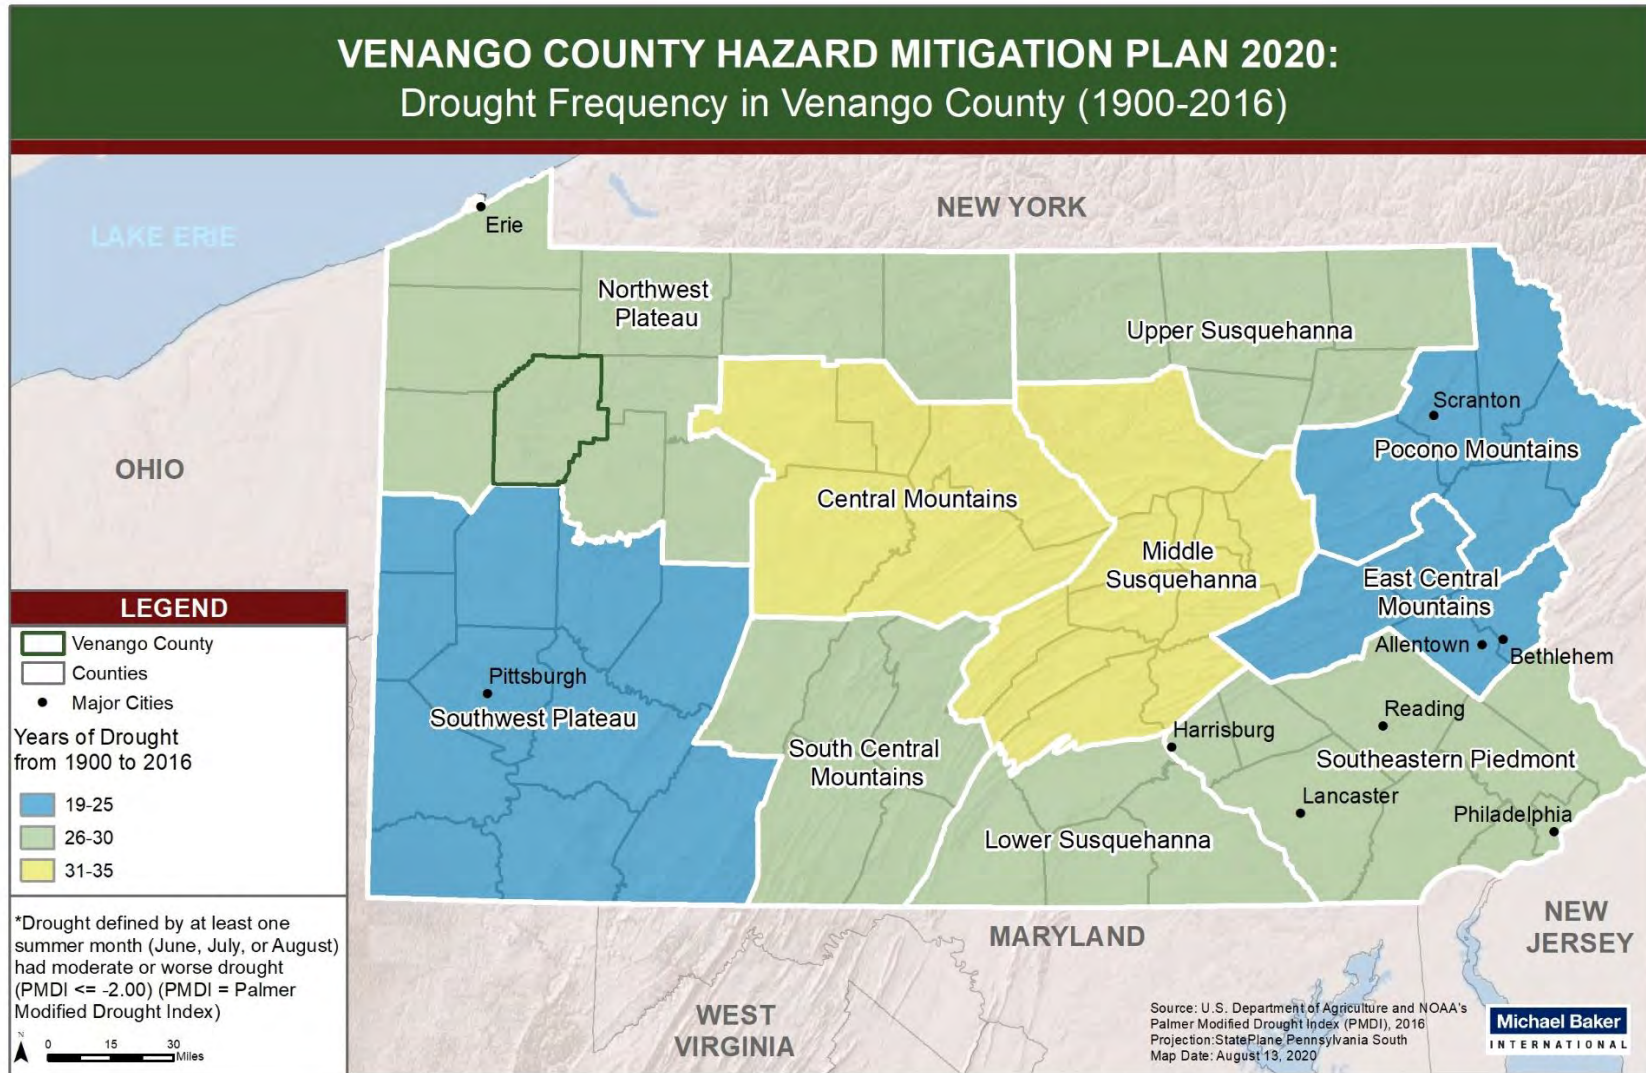 VENANGO COUNTY HAZARD MITIGATION PLAN 2020:
Drought Frequency in Venango County (1900-2016)
LAKE ERIE
Erie
NEW YORK
Northwest
Plateau
Upper Susquehanna
OHIO
Scranton
Pocono Mountains
Central Mountains
Middle
Susquehanna
East Central
Mountains
Allentown
Bethlehem
Pittsburgh
Southwest Plateau
South Central
Mountains
Harrisburg
Reading
Southeastern Piedmont
Lancaster
Philadelphia
Lower Susquehanna
MARYLAND
NEW
JERSEY
WEST
VIRGINIA
LEGEND
Venango County
Counties
Major Cities
Years of Drought
from 1900 to 2016
19-25
26-30
31-35
*Drought defined by at least one
summer month (June, July, or August)
had moderate or worse drought
(PMDI <= -2.00) (PMDI = Palmer
Modified Drought Index)
N
0 15 30
Miles
Source: U.S. Department of Agriculture and NOAA's
Palmer Modified Drought Index (PMDI), 2016
Projection:StatePlane Pennsylvania South
Map Date: August 13, 2020
Michael Baker
INTERNATIONAL